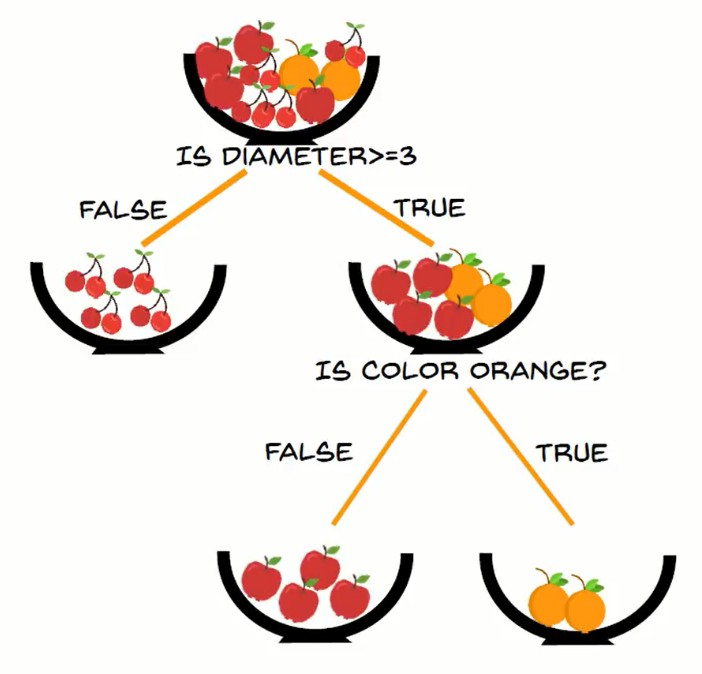 IS DIAMETER>=3
FALSE
TRUE
IS COLOR ORANGE?
FALSE
TRUE